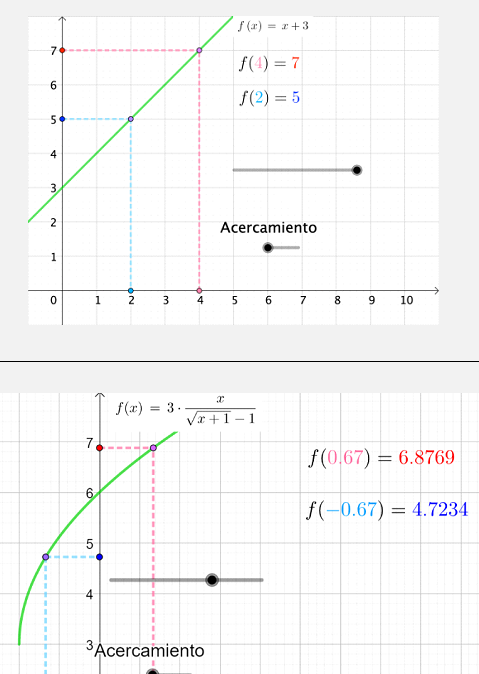 f(x) = x+3
7
f(4) = 7
6
f(2) = 5
5
4
3
Acercamiento
2
1
0 1 2 3 4 5 6 7 8 9 10
f(x) = 3 · x / √(x+1) − 1
7
f(0.67) = 6.8769
6
f(−0.67) = 4.7234
5
4
3
Acercamiento